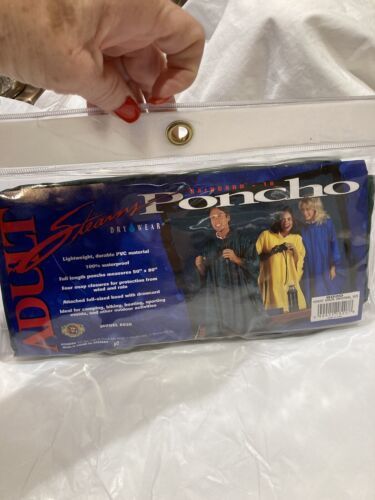 ADULT
Stearns
DRY WEAR
Poncho
Lightweight, durable PVC material
100% waterproof
Full length poncho measures 50" x 80"
Four snap closures for protection from
wind and rain
Attached full-sized hood with drawcord
Ideal for camping, biking, boating, sporting
events, and other outdoor activities